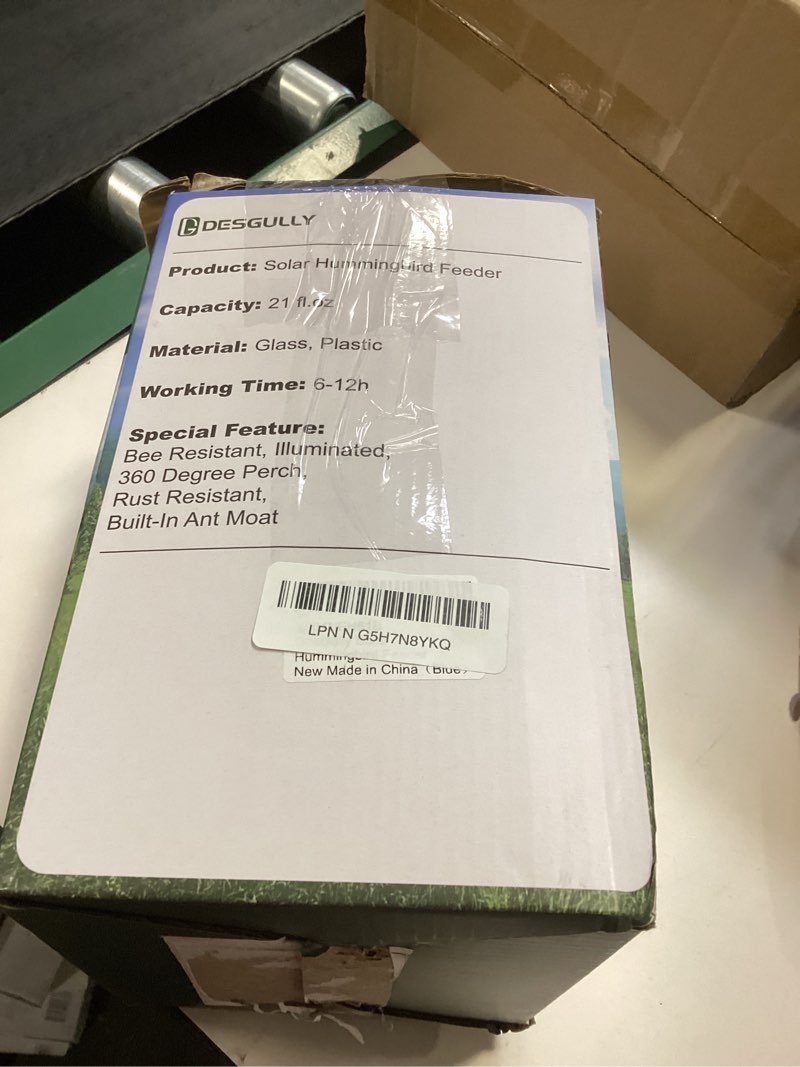 DESGULLY
Product: Solar Hummingbird Feeder
Capacity: 21 fl.oz
Material: Glass, Plastic
Working Time: 6-12h
Special Feature:
Bee Resistant, Illuminated,
360 Degree Perch,
Rust Resistant,
Built-In Ant Moat
LPN N G5H7N8YKQ
New Made in China（Blue）